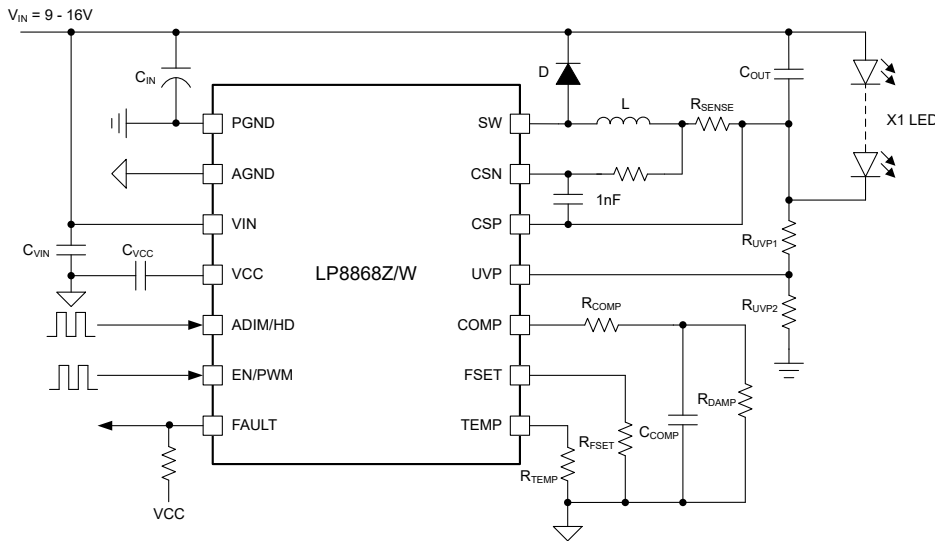 V_IN = 9 - 16V
C_IN
D
C_OUT
L
R_SENSE
X1 LED
PGND
SW
AGND
CSN
1nF
VIN
CSP
R_UVP1
C_VIN
C_VCC
VCC
LP8868Z/W
UVP
R_COMP
R_UVP2
ADIM/HD
COMP
EN/PWM
FSET
R_DAMP
FAULT
TEMP
R_FSET
C_COMP
R_TEMP
VCC